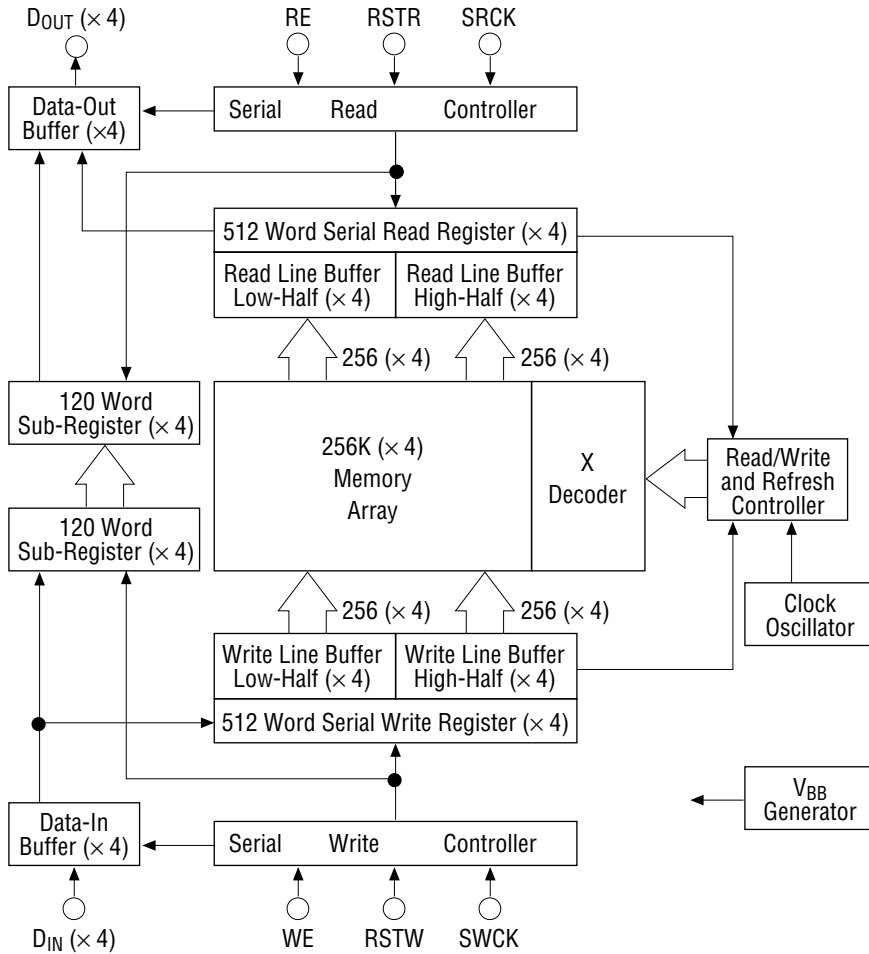 DOUT (× 4)
RE
RSTR
SRCK
Data-Out
Buffer (×4)
Serial Read Controller
512 Word Serial Read Register (× 4)
Read Line Buffer
Low-Half (× 4)
Read Line Buffer
High-Half (× 4)
256 (× 4)
256 (× 4)
120 Word
Sub-Register (× 4)
256K (× 4)
Memory
Array
X
Decoder
Read/Write
and Refresh
Controller
120 Word
Sub-Register (× 4)
256 (× 4)
256 (× 4)
Clock
Oscillator
Write Line Buffer
Low-Half (× 4)
Write Line Buffer
High-Half (× 4)
512 Word Serial Write Register (× 4)
VBB
Generator
Data-In
Buffer (× 4)
Serial Write Controller
DIN (× 4)
WE
RSTW
SWCK